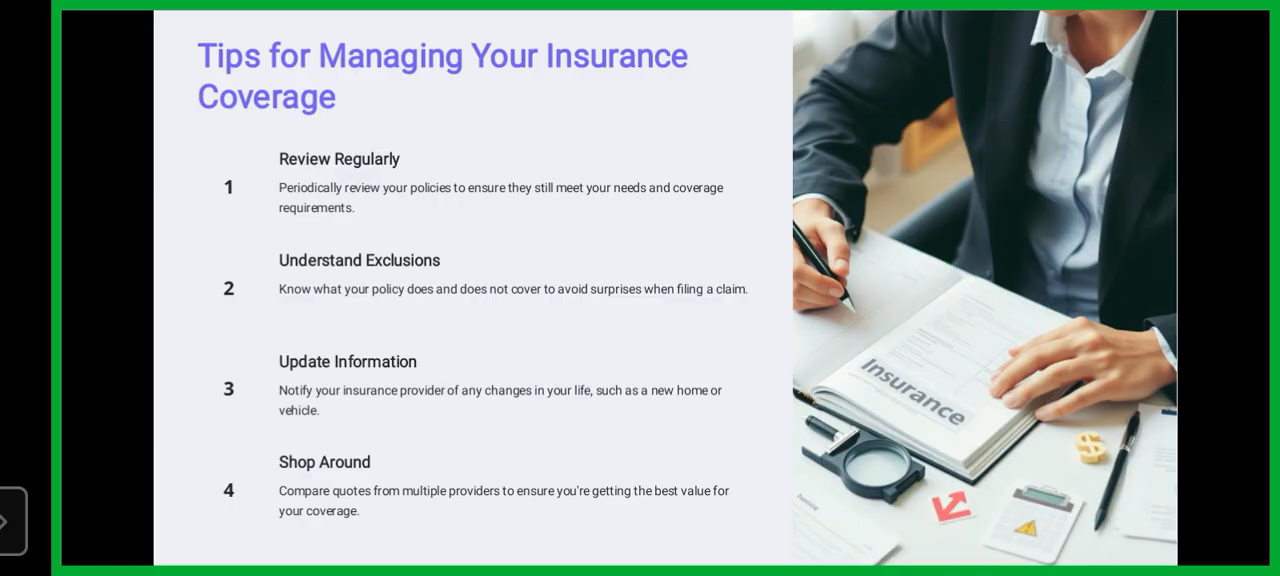 Tips for Managing Your Insurance
Coverage
Review Regularly
1
Periodically review your policies to ensure they still meet your needs and coverage
requirements.
Understand Exclusions
2
Know what your policy does and does not cover to avoid surprises when filing a claim.
Update Information
3
Notify your insurance provider of any changes in your life, such as a new home or
vehicle.
Shop Around
4
Compare quotes from multiple providers to ensure you're getting the best value for
your coverage.
Insurance
$